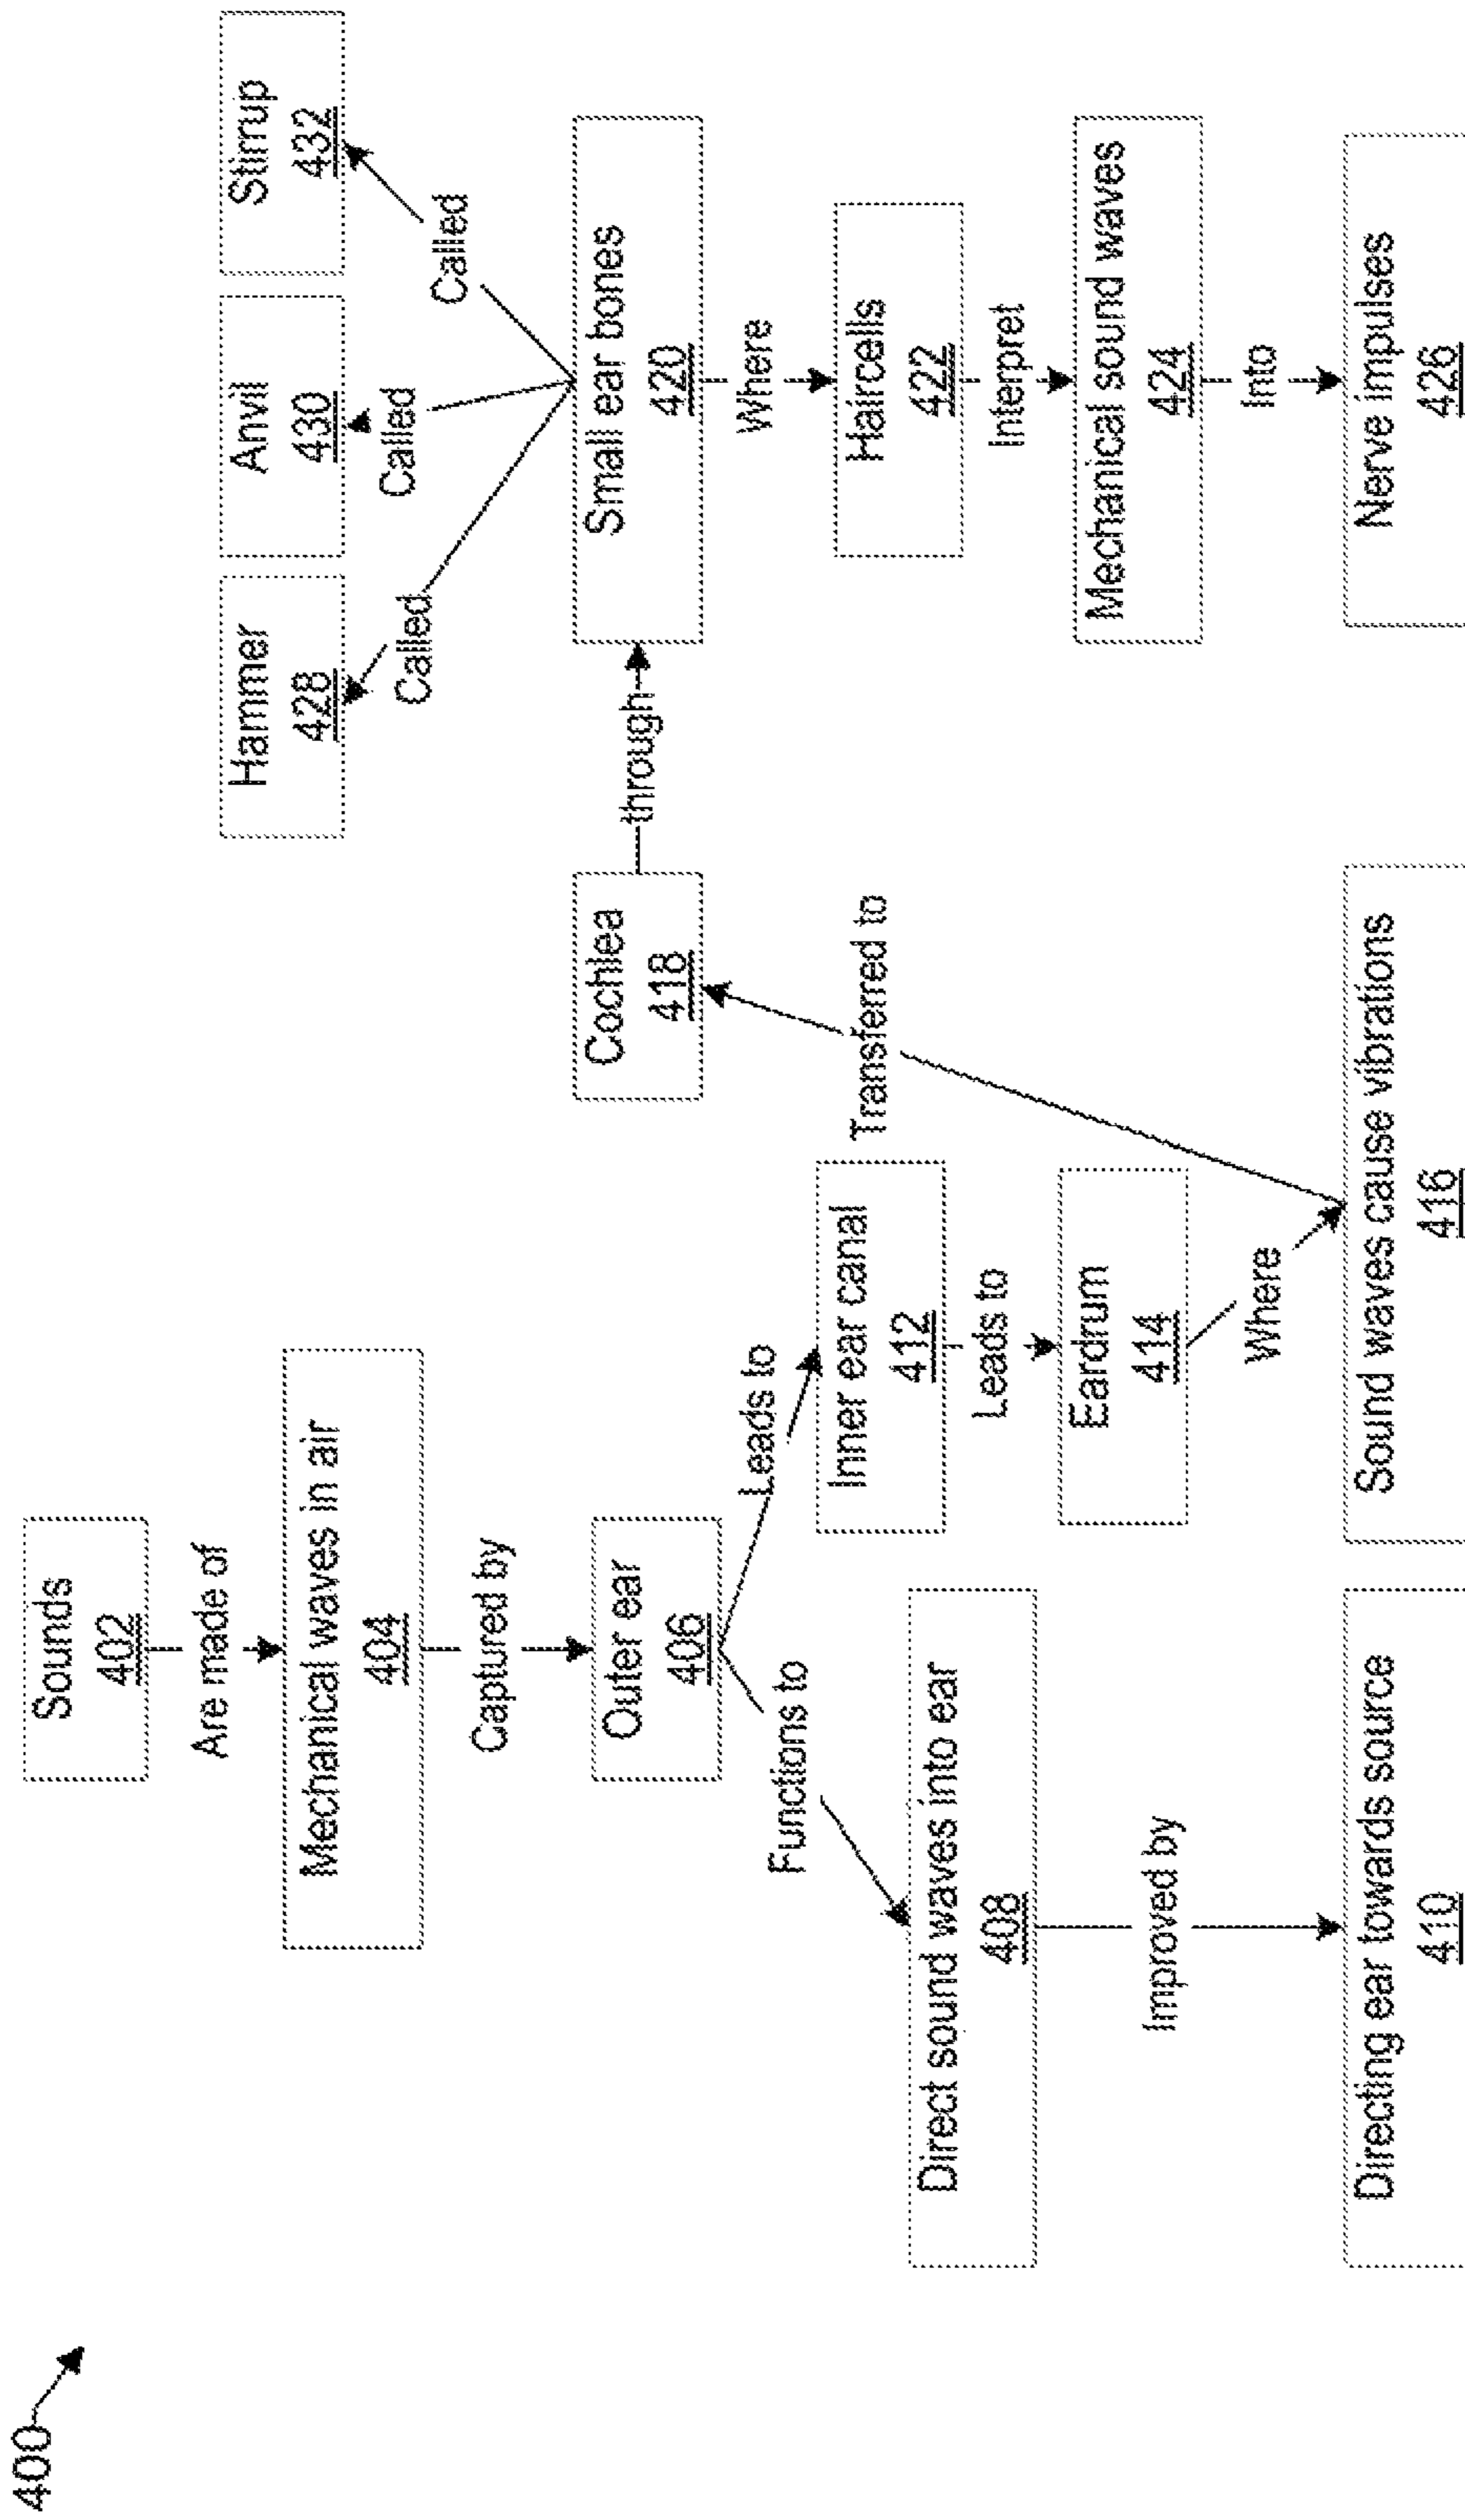 400
Sounds
402
Are made of
Mechanical waves in air
404
Captured by
Outer ear
406
Functions to
Leads to
Direct sound waves into ear
408
Improved by
Directing ear towards source
410
Inner ear canal
412
Leads to
Eardrum
414
Where
Sound waves cause vibrations
416
Transferred to
Cochlea
418
through
Small ear bones
420
Called
Called
Called
Hammer
428
Anvil
430
Stirrup
432
Where
Haircells
422
Interpret
Mechanical sound waves
424
Into
Nerve impulses
426